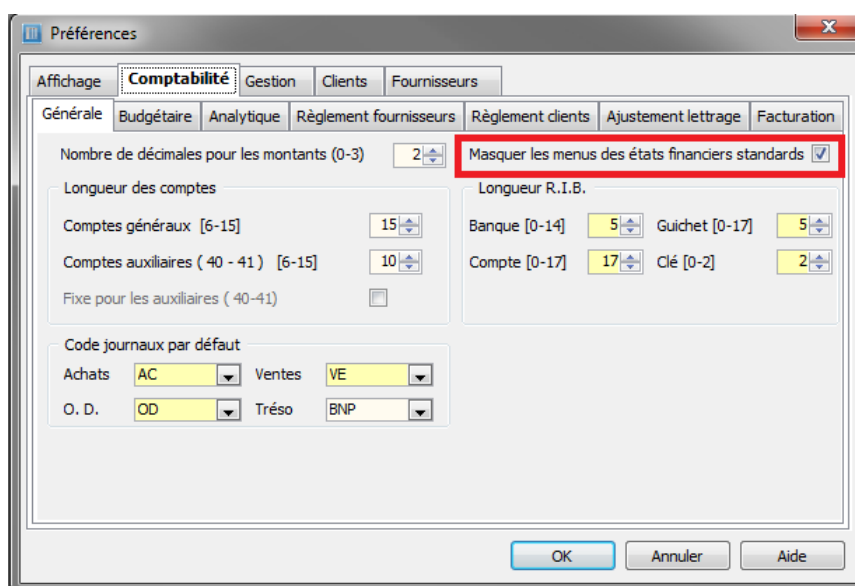 Préférences
Affichage Comptabilité Gestion Clients Fournisseurs
Générale Budgétaire Analytique Règlement fournisseurs Règlement clients Ajustement lettrage Facturation
Nombre de décimales pour les montants (0-3) 2 Masquer les menus des états financiers standards
Longueur des comptes Longueur R.I.B.
Comptes généraux [6-15] 15 Banque [0-14] 5 Guichet [0-17] 5
Comptes auxiliaires ( 40 - 41 ) [6-15] 10 Compte [0-17] 17 Clé [0-2] 2
Fixe pour les auxiliaires ( 40-41)
Code journaux par défaut
Achats AC Ventes VE
O. D. OD Tréso BNP
OK Annuler Aide